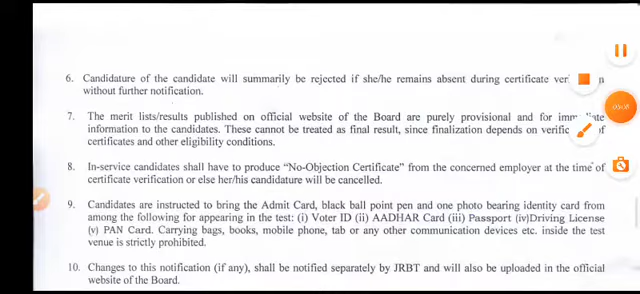 6. Candidature of the candidate will summarily be rejected if she/he remains absent during certificate
without further notification.
7. The merit lists/results published on official website of the Board are purely provisional and for
information to the candidates. These cannot be treated as final result, since finalization depends on of
certificates and other eligibility conditions.
8. In-service candidates shall have to produce “No-Objection Certificate” from the concerned employer at the time of
certificate verification or else her/his candidature will be cancelled.
9. Candidates are instructed to bring the Admit Card, black ball point pen and one photo bearing identity card from
among the following for appearing in the test: (i) Voter ID (ii) AADHAR Card (iii) Passport (iv)Driving License
(v) PAN Card. Carrying bags, books, mobile phone, tab or any other communication devices etc. inside the test
venue is strictly prohibited.
10. Changes to this notification (if any), shall be notified separately by JRBT and will also be uploaded in the official
website of the Board.